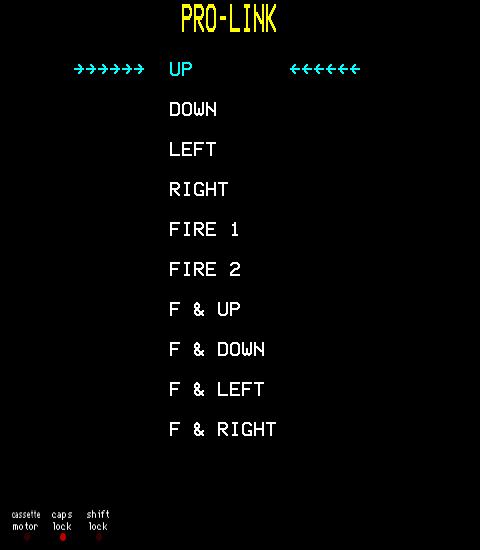 PRO-LINK
→→→→→→ UP ←←←←←←
DOWN
LEFT
RIGHT
FIRE 1
FIRE 2
F & UP
F & DOWN
F & LEFT
F & RIGHT
cassette motor caps lock shift lock